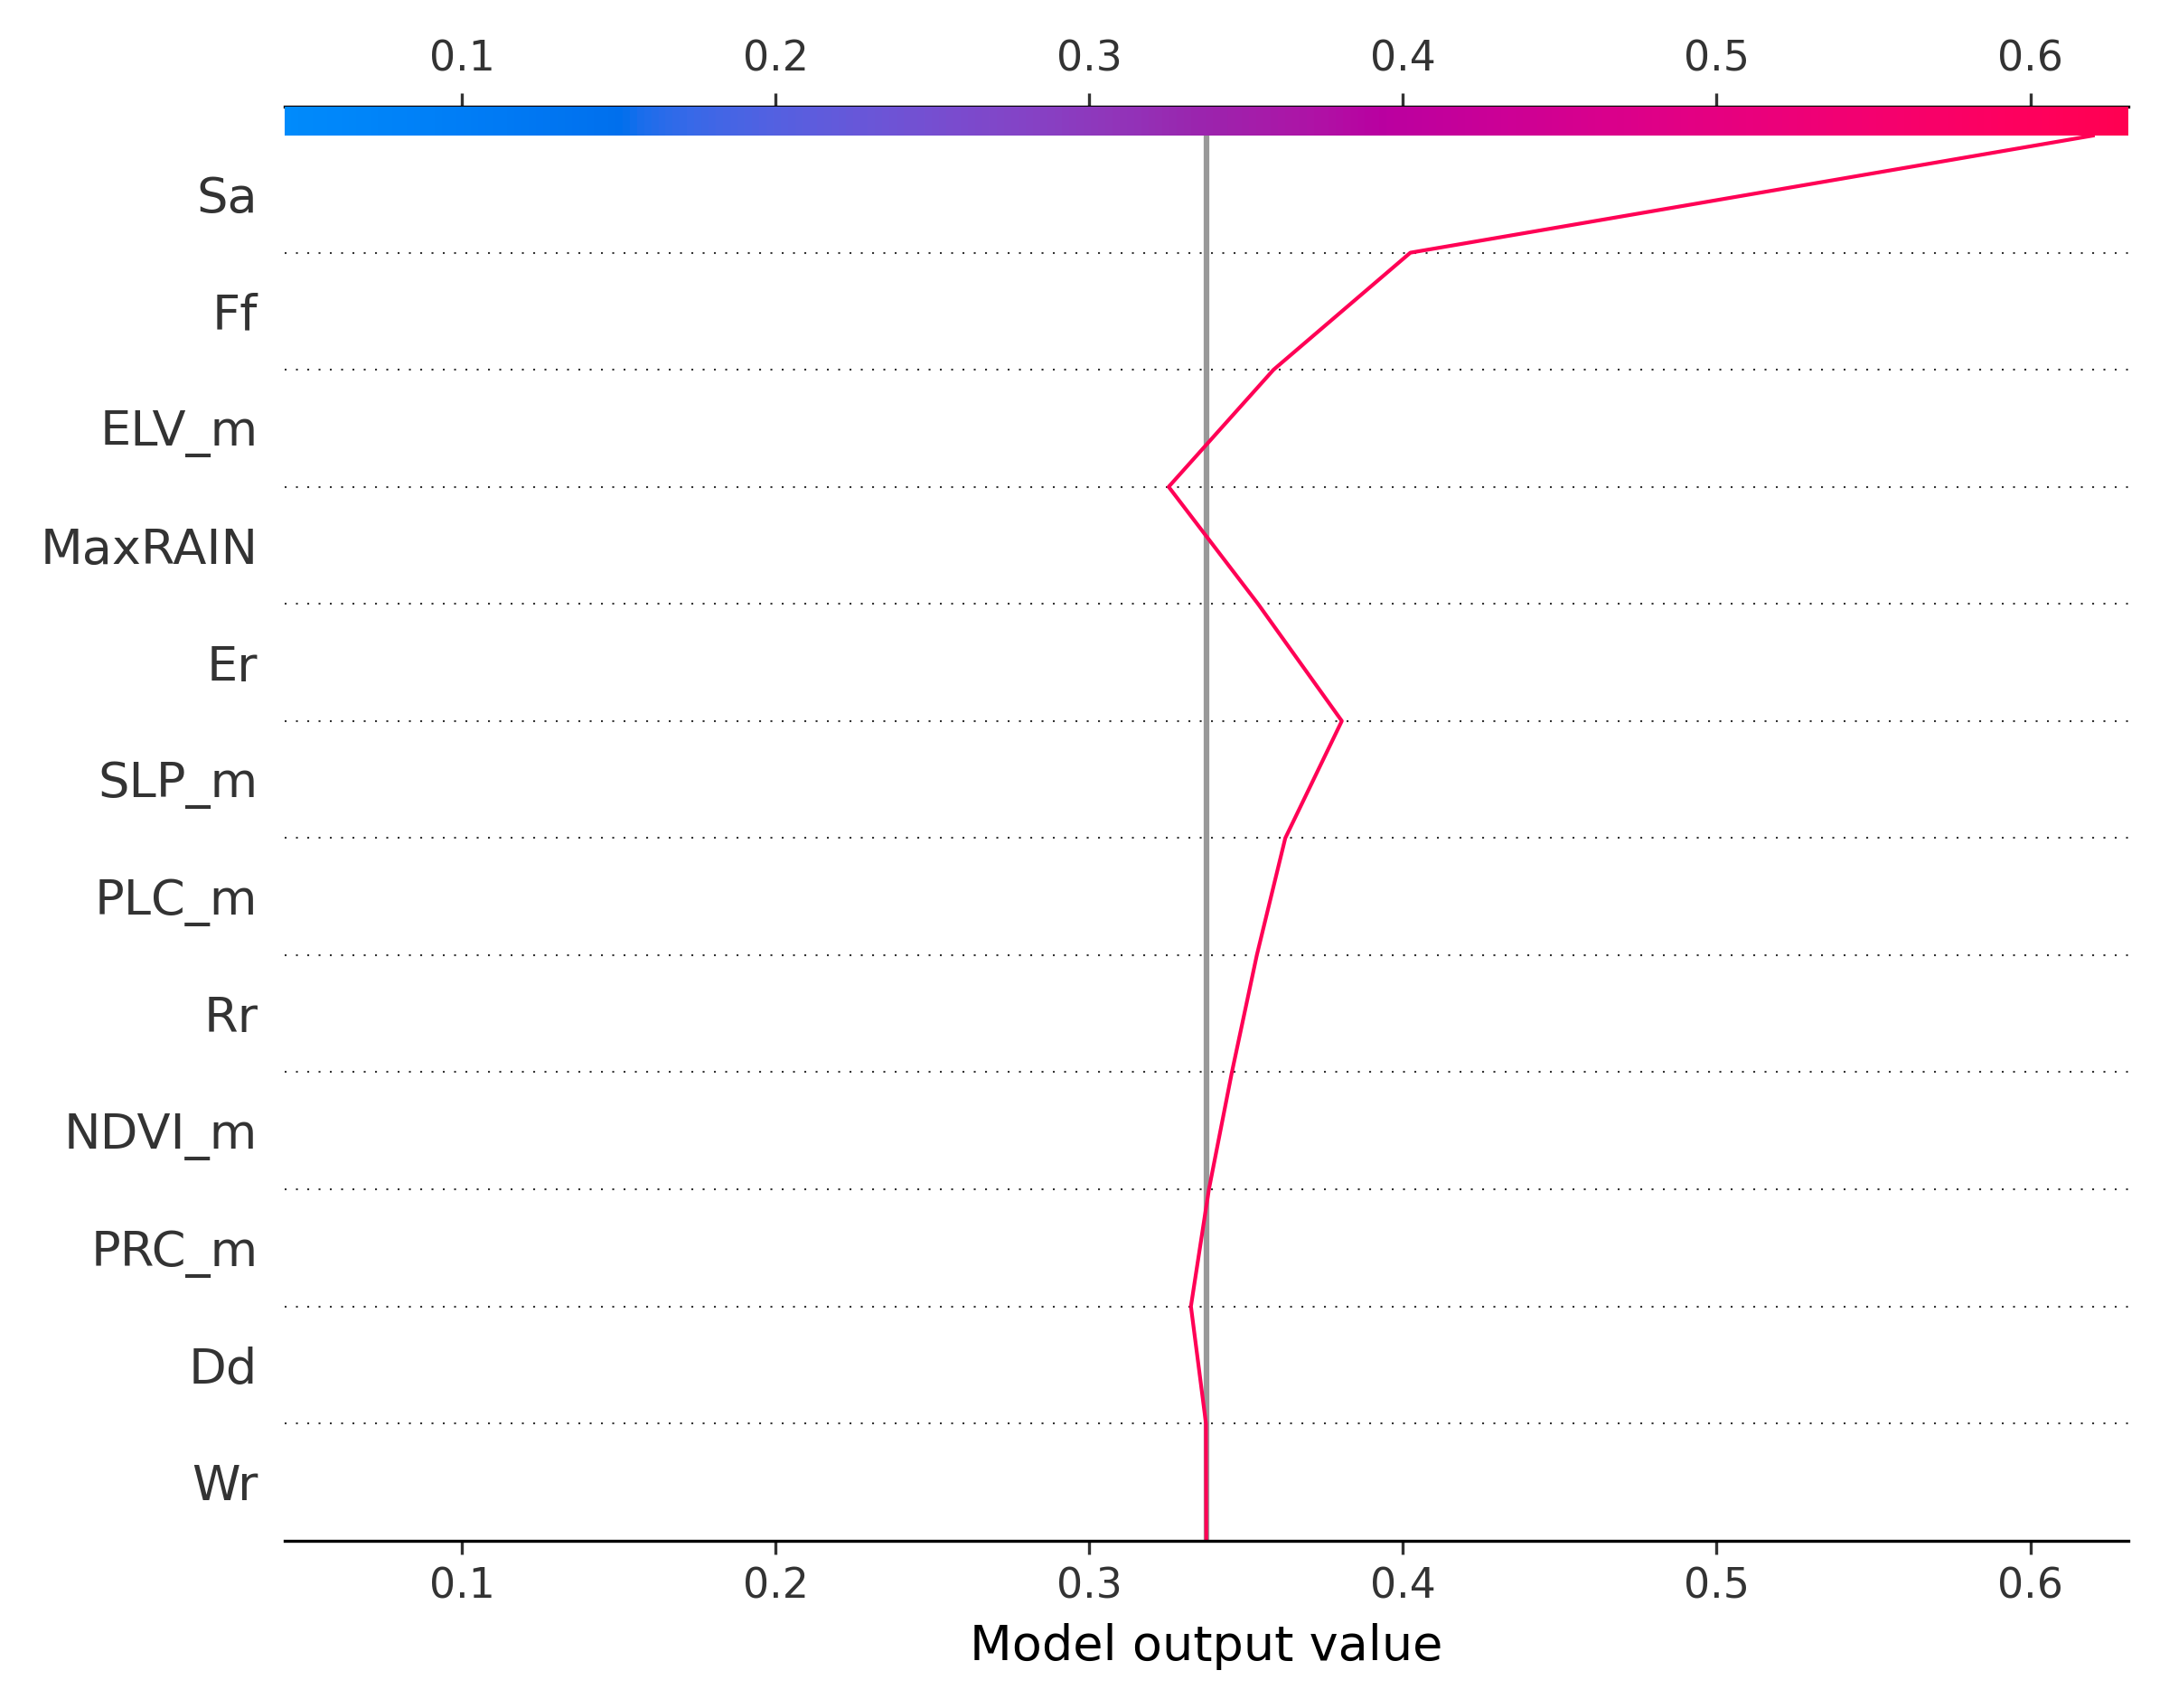 0.1 0.2 0.3 0.4 0.5 0.6
Sa
Ff
ELV_m
MaxRAIN
Er
SLP_m
PLC_m
Rr
NDVI_m
PRC_m
Dd
Wr
0.1 0.2 0.3 0.4 0.5 0.6
Model output value